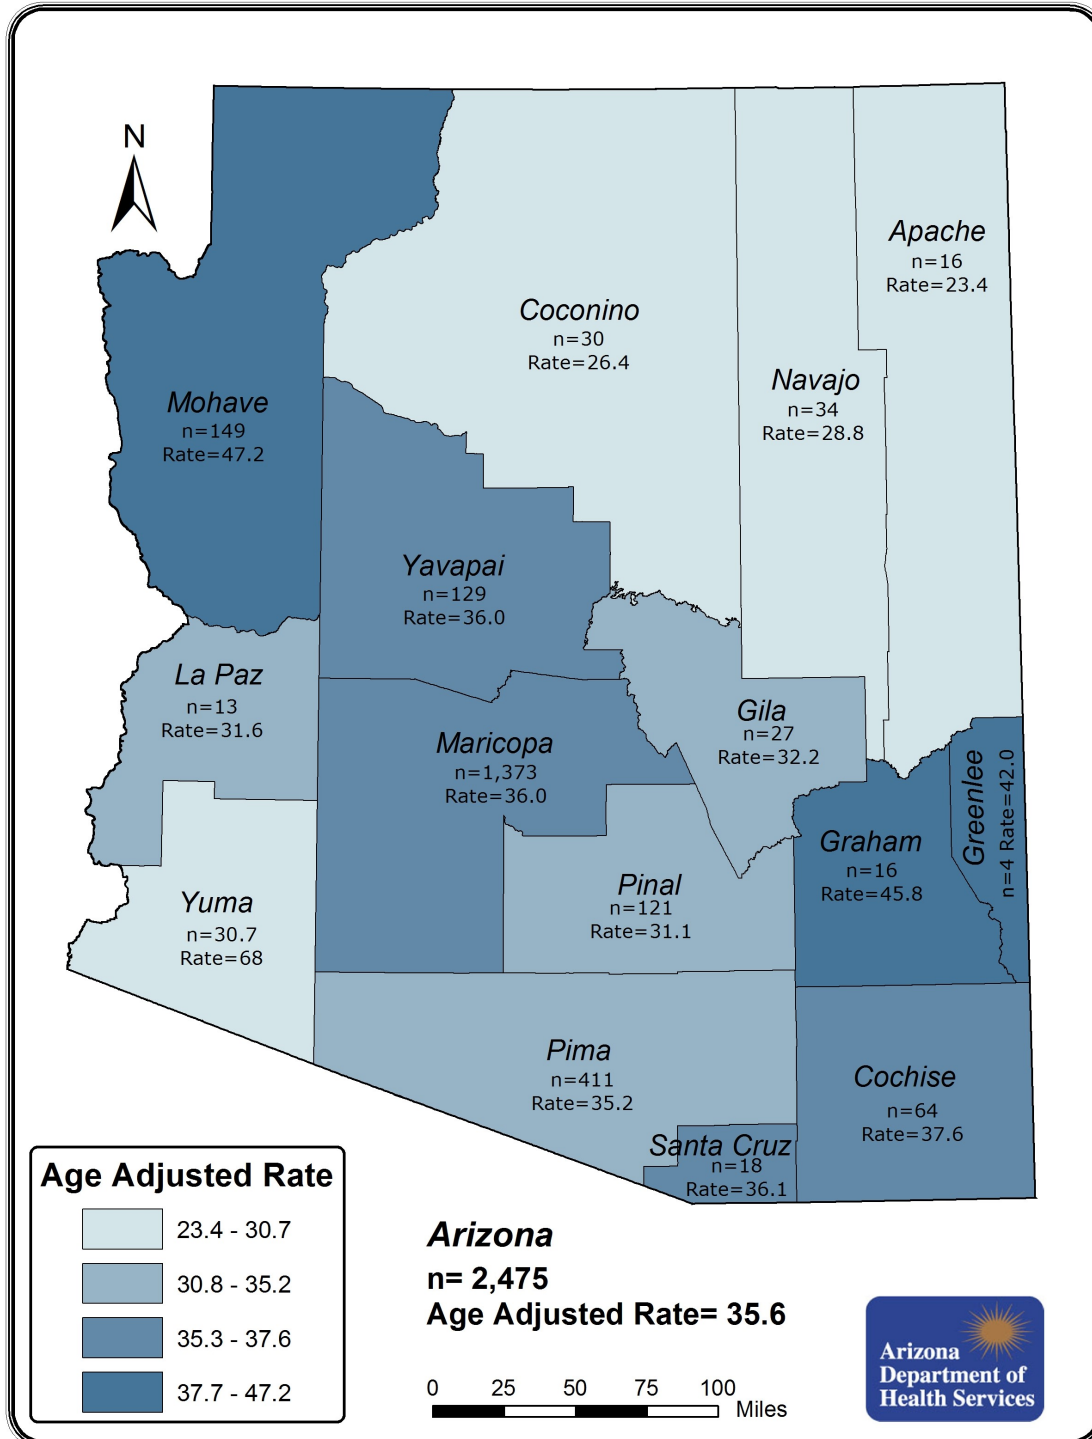 N
Apache
n=16
Rate=23.4
Coconino
n=30
Rate=26.4
Navajo
n=34
Rate=28.8
Mohave
n=149
Rate=47.2
Yavapai
n=129
Rate=36.0
La Paz
n=13
Rate=31.6
Gila
n=27
Rate=32.2
Maricopa
n=1,373
Rate=36.0
Greenlee
n=4 Rate=42.0
Graham
n=16
Rate=45.8
Pinal
n=121
Rate=31.1
Yuma
n=30.7
Rate=68
Pima
n=411
Rate=35.2
Cochise
n=64
Rate=37.6
Santa Cruz
n=18
Rate=36.1
Age Adjusted Rate
23.4 - 30.7
30.8 - 35.2
35.3 - 37.6
37.7 - 47.2
Arizona
n= 2,475
Age Adjusted Rate= 35.6
0 25 50 75 100
Miles
Arizona
Department of
Health Services